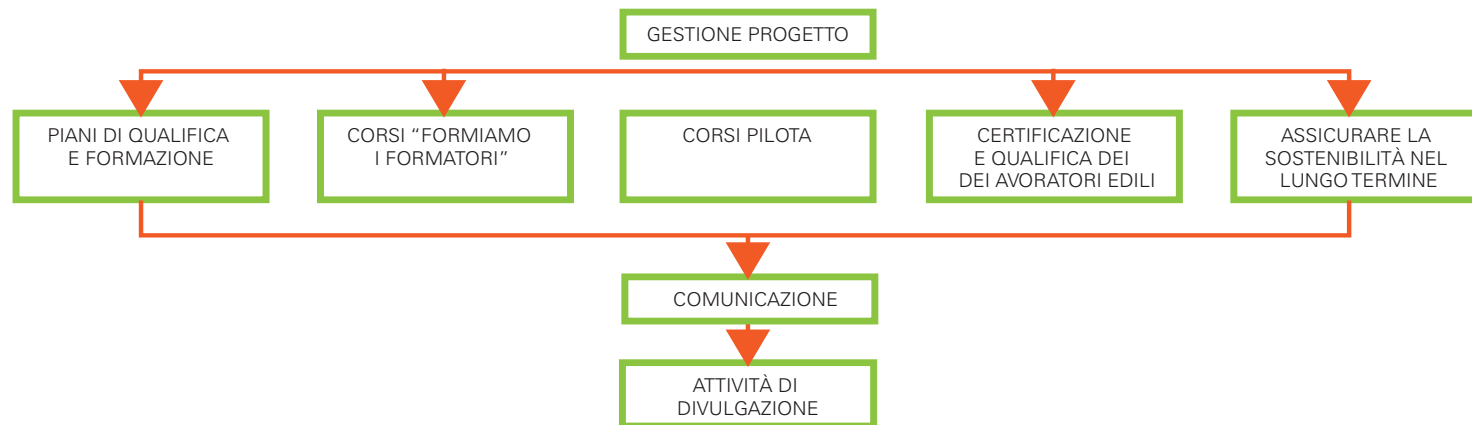 GESTIONE PROGETTO
PIANI DI QUALIFICA
E FORMAZIONE
CORSI “FORMIAMO
I FORMATORI”
CORSI PILOTA
CERTIFICAZIONE
E QUALIFICA DEI
DEI AVORATORI EDILI
ASSICURARE LA
SOSTENIBILITÀ NEL
LUNGO TERMINE
COMUNICAZIONE
ATTIVITÀ DI
DIVULGAZIONE